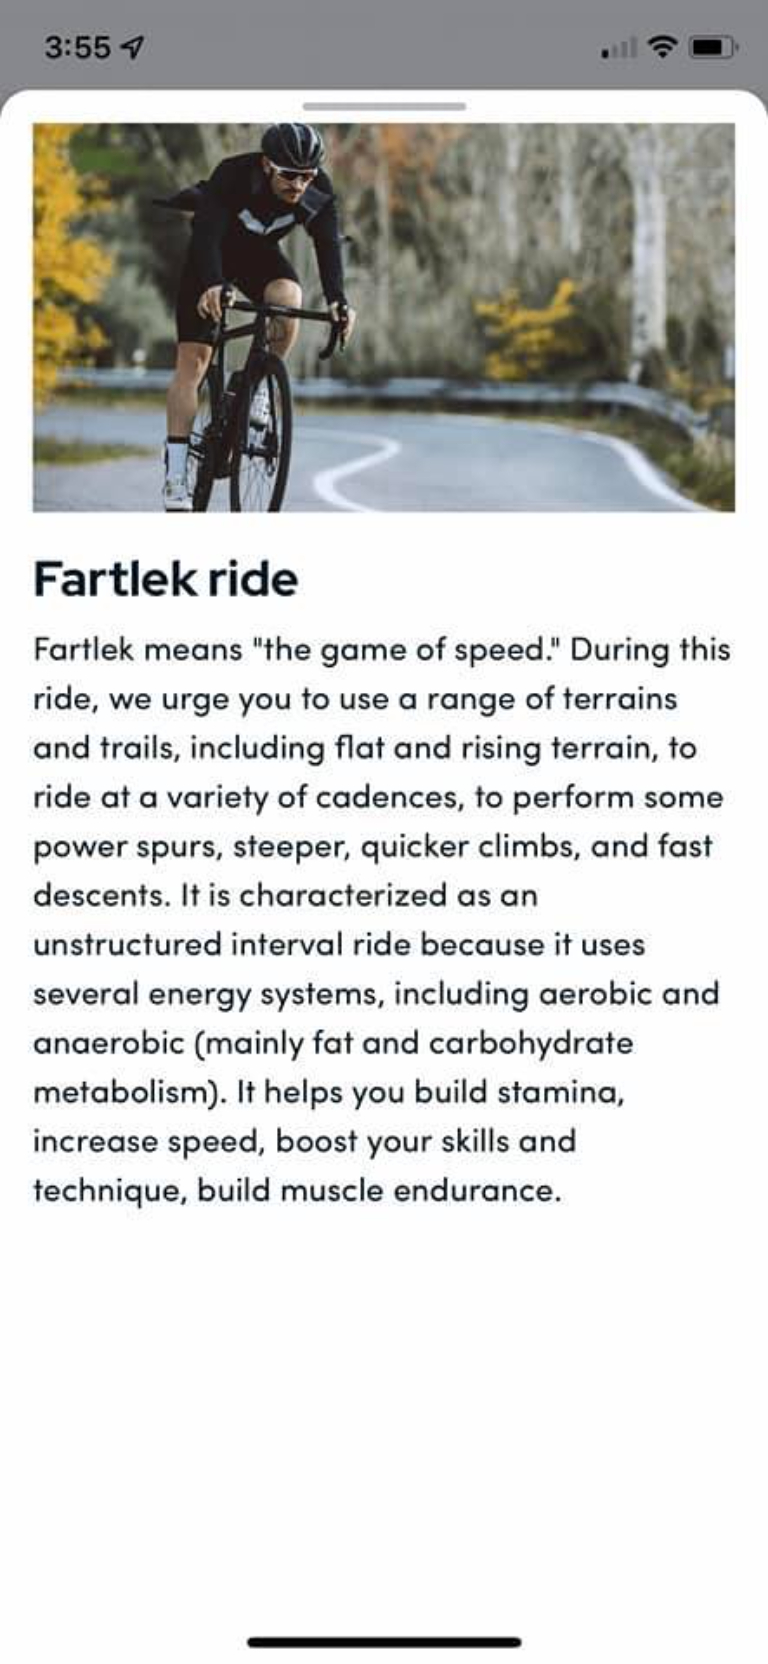 3:55
Fartlek ride
Fartlek means "the game of speed." During this
ride, we urge you to use a range of terrains
and trails, including flat and rising terrain, to
ride at a variety of cadences, to perform some
power spurs, steeper, quicker climbs, and fast
descents. It is characterized as an
unstructured interval ride because it uses
several energy systems, including aerobic and
anaerobic (mainly fat and carbohydrate
metabolism). It helps you build stamina,
increase speed, boost your skills and
technique, build muscle endurance.